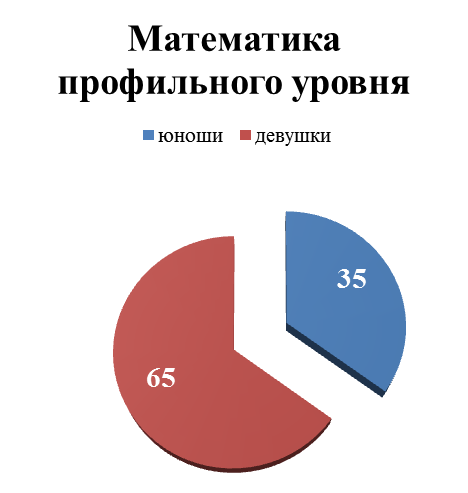 Математика
профильного уровня
юноши девушки
35
65